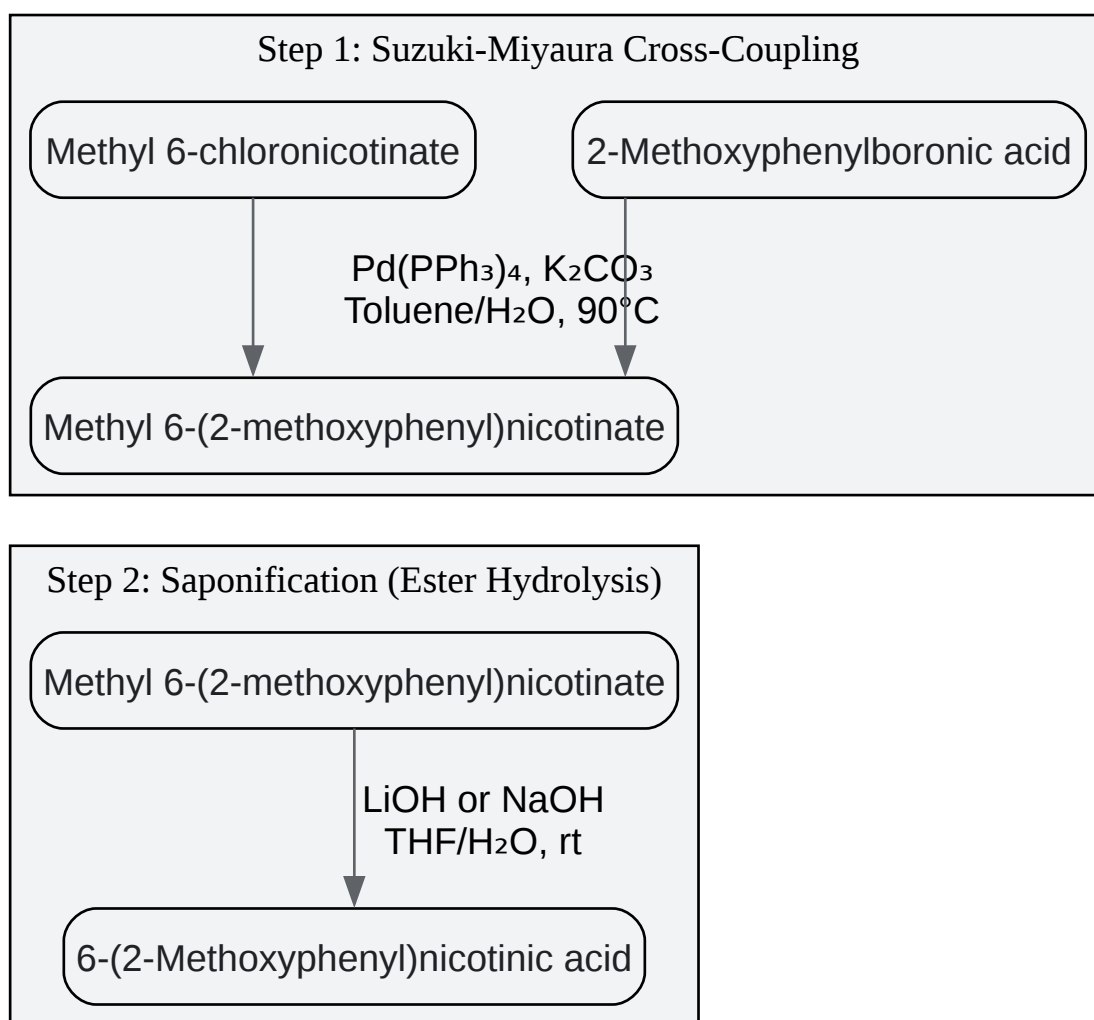 Step 1: Suzuki-Miyaura Cross-Coupling
Methyl 6-chloronicotinate
2-Methoxyphenylboronic acid
Pd(PPh₃)₄, K₂CO₃
Toluene/H₂O, 90°C
Methyl 6-(2-methoxyphenyl)nicotinate
Step 2: Saponification (Ester Hydrolysis)
Methyl 6-(2-methoxyphenyl)nicotinate
LiOH or NaOH
THF/H₂O, rt
6-(2-Methoxyphenyl)nicotinic acid